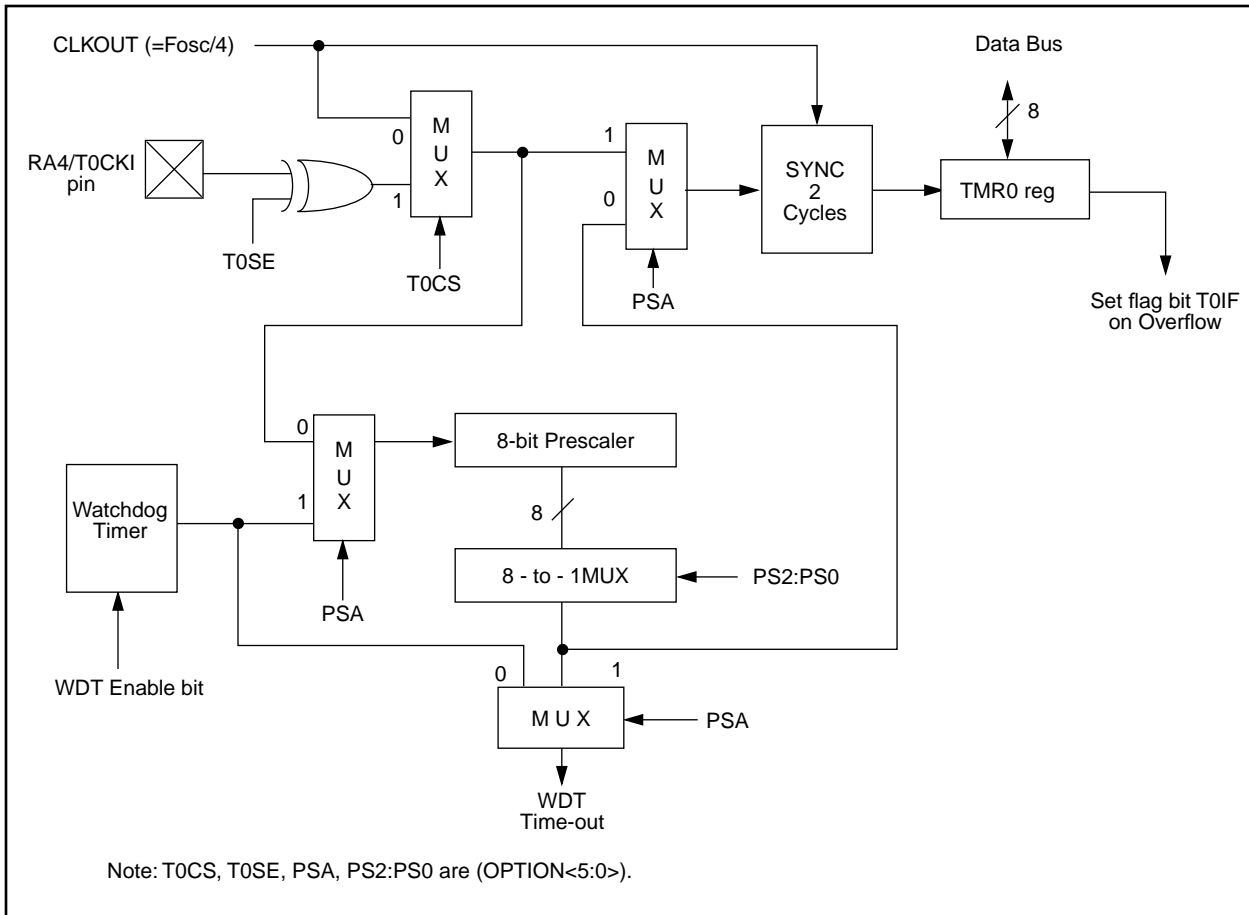 CLKOUT (=Fosc/4)
Data Bus
8
RA4/T0CKI
pin
T0SE
0
1
M
U
X
T0CS
1
0
M
U
X
PSA
SYNC
2
Cycles
TMR0 reg
Set flag bit T0IF
on Overflow
0
1
M
U
X
PSA
8-bit Prescaler
Watchdog
Timer
8
8 - to - 1MUX
PS2:PS0
WDT Enable bit
0
1
M U X
PSA
WDT
Time-out
Note: T0CS, T0SE, PSA, PS2:PS0 are (OPTION<5:0>).